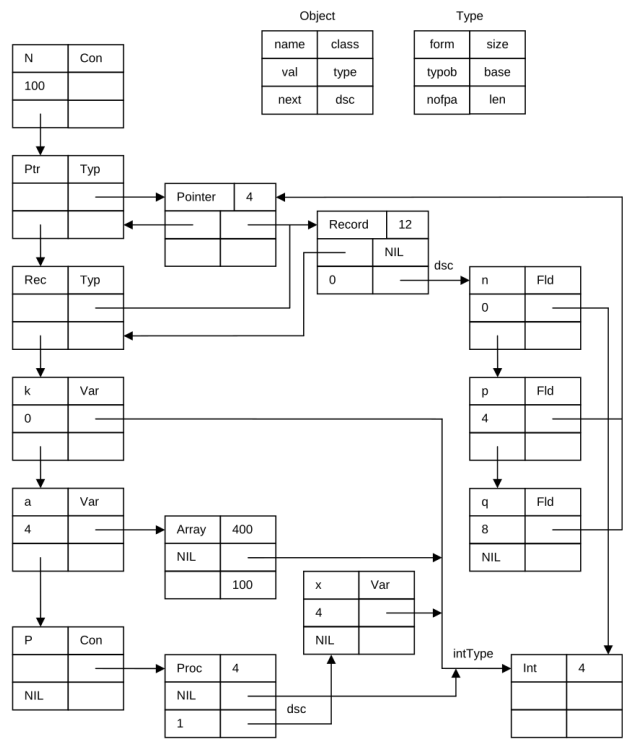 Object Type
name class form size
val type typob base
next dsc nofpa len
N Con
100
Ptr Typ
Pointer 4
Record 12
NIL
0
dsc
Rec Typ
n Fld
0
k Var
0
p Fld
4
a Var
4
Array 400
NIL
100
q Fld
8
NIL
x Var
4
NIL
P Con
NIL
Proc 4
NIL
1
dsc
intType
Int 4